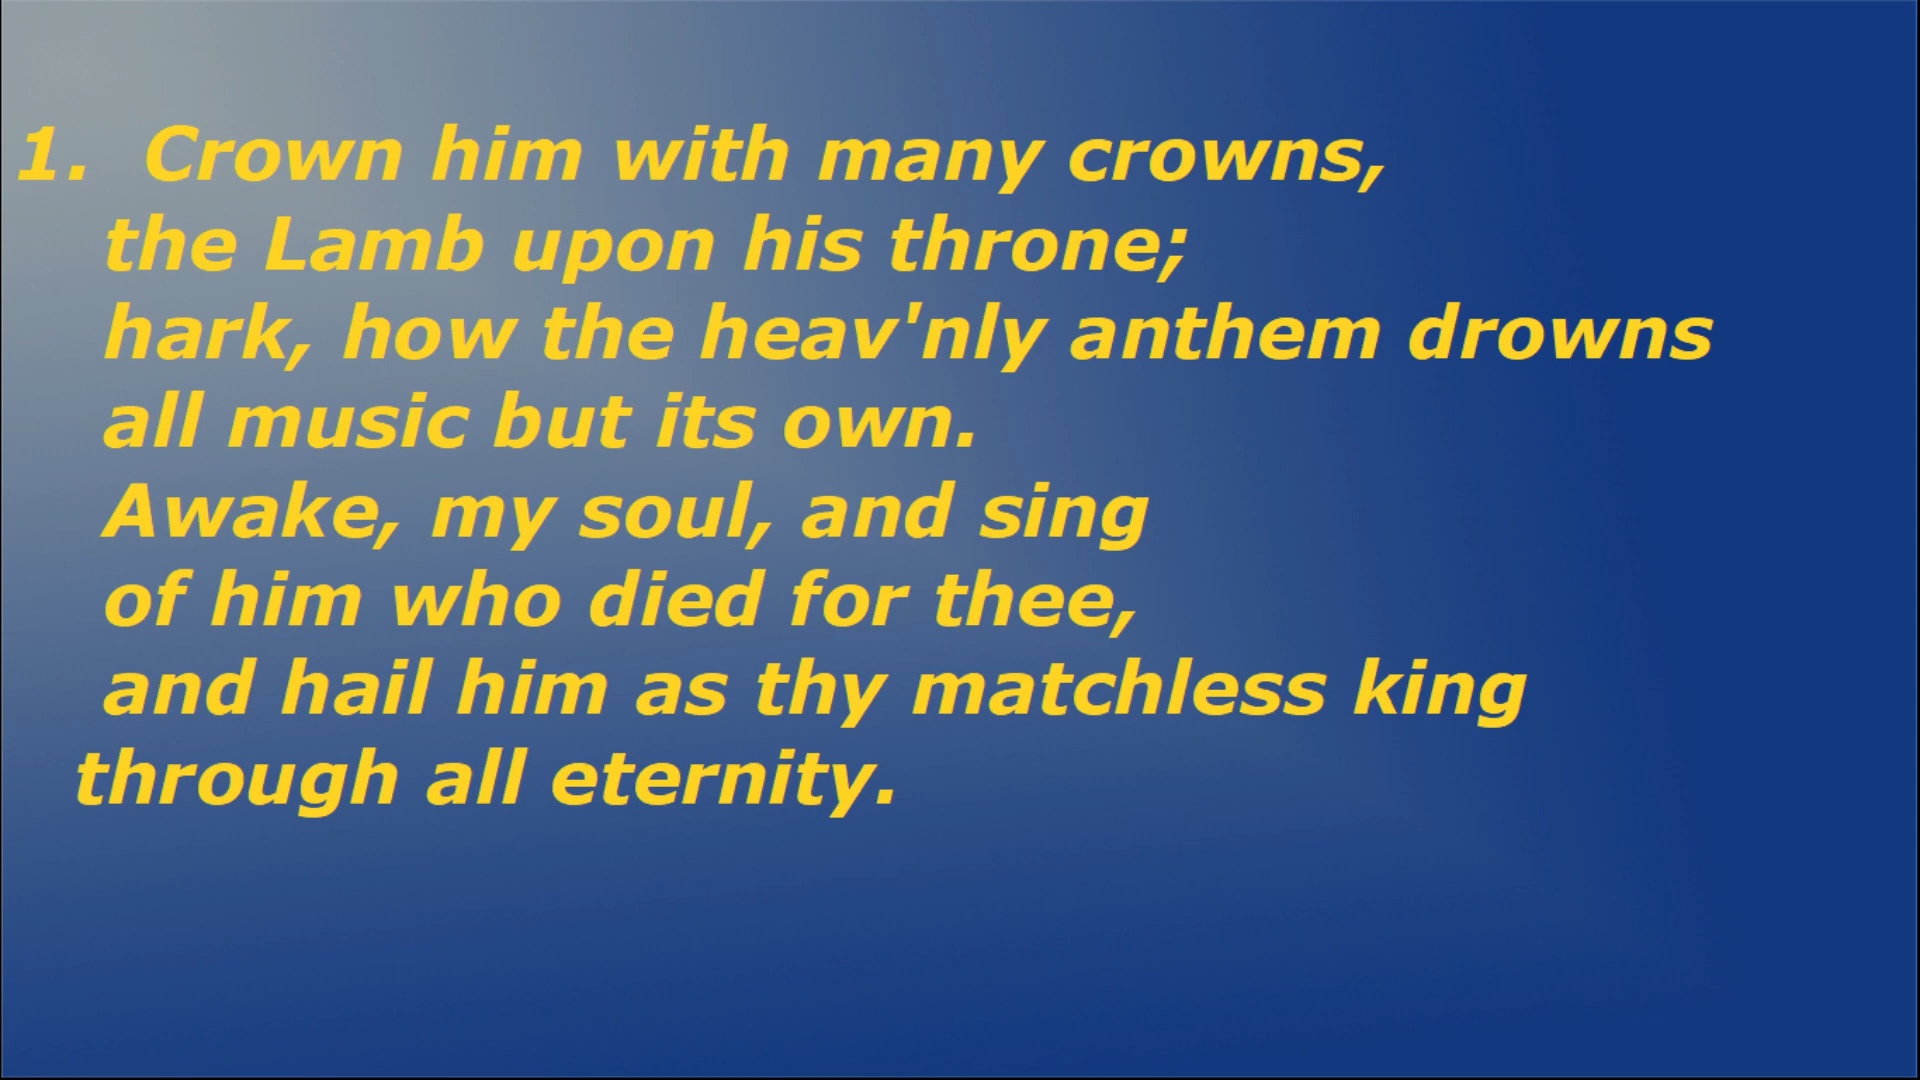 1. Crown him with many crowns,
the Lamb upon his throne;
hark, how the heav'nly anthem drowns
all music but its own.
Awake, my soul, and sing
of him who died for thee,
and hail him as thy matchless king
through all eternity.